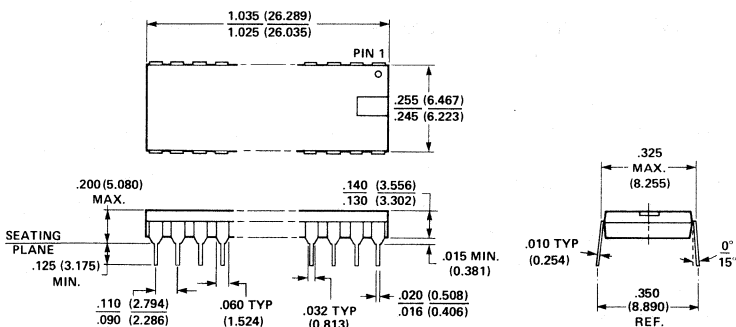 1.035 (26.289)
1.025 (26.035)
PIN 1
.255 (6.467)
.245 (6.223)
.200 (5.080)
MAX.
.140 (3.556)
.130 (3.302)
SEATING
PLANE
.125 (3.175)
MIN.
.015 MIN.
(0.381)
.110 (2.794)
.090 (2.286)
.060 TYP
(1.524)
.032 TYP
(0.813)
.020 (0.508)
.016 (0.406)
.325
MAX.
(8.255)
.010 TYP
(0.254)
0°
15°
.350
(8.890)
REF.